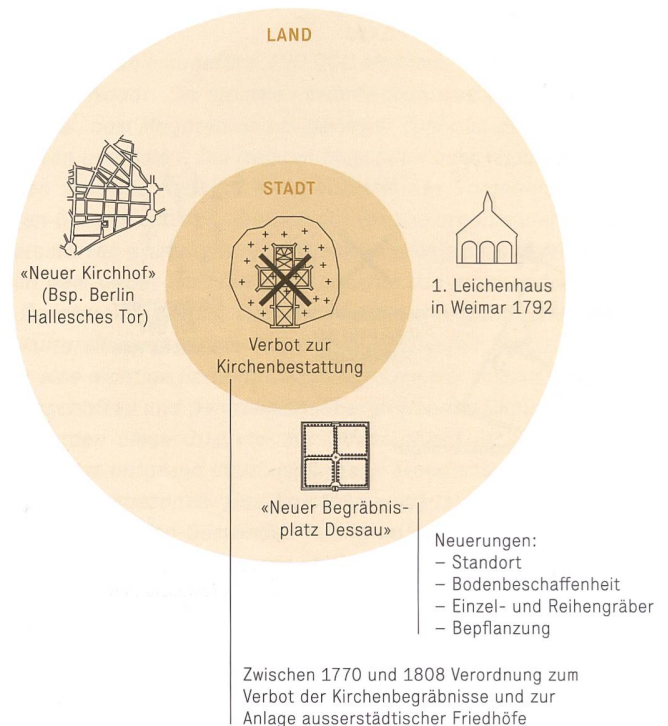 LAND
STADT
«Neuer Kirchhof»
(Bsp. Berlin
Hallesches Tor)
1. Leichenhaus
in Weimar 1792
Verbot zur
Kirchenbestattung
«Neuer Begräbnis-
platz Dessau»
Neuerungen:
– Standort
– Bodenbeschaffenheit
– Einzel- und Reihengräber
– Bepflanzung
Zwischen 1770 und 1808 Verordnung zum
Verbot der Kirchenbegräbnisse und zur
Anlage ausserstädtischer Friedhöfe